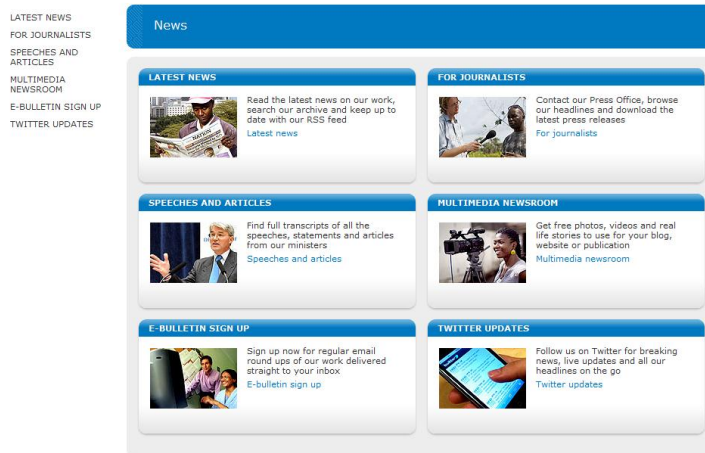 LATEST NEWS
FOR JOURNALISTS
SPEECHES AND
ARTICLES
MULTIMEDIA
NEWSROOM
E-BULLETIN SIGN UP
TWITTER UPDATES
News
LATEST NEWS
Read the latest news on our work,
search our archive and keep up to
date with our RSS feed
Latest news
FOR JOURNALISTS
Contact our Press Office, browse
our headlines and download the
latest press releases
For journalists
SPEECHES AND ARTICLES
Find full transcripts of all the
speeches, statements and articles
from our ministers
Speeches and articles
MULTIMEDIA NEWSROOM
Get free photos, videos and real
life stories to use for your blog,
website or publication
Multimedia newsroom
E-BULLETIN SIGN UP
Sign up now for regular email
round ups of our work delivered
straight to your inbox
E-bulletin sign up
TWITTER UPDATES
Follow us on Twitter for breaking
news, live updates and all our
headlines on the go
Twitter updates